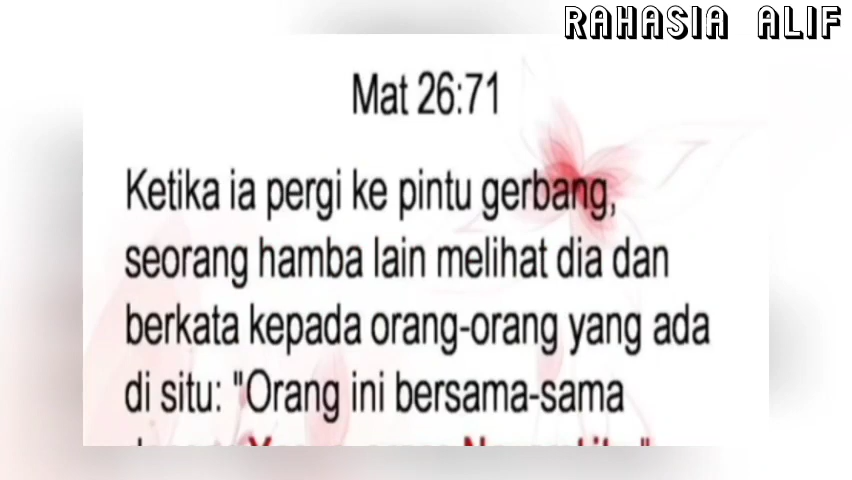 RAHASIA ALIF
Mat 26:71
Ketika ia pergi ke pintu gerbang,
seorang hamba lain melihat dia dan
berkata kepada orang-orang yang ada
di situ: "Orang ini bersama-sama